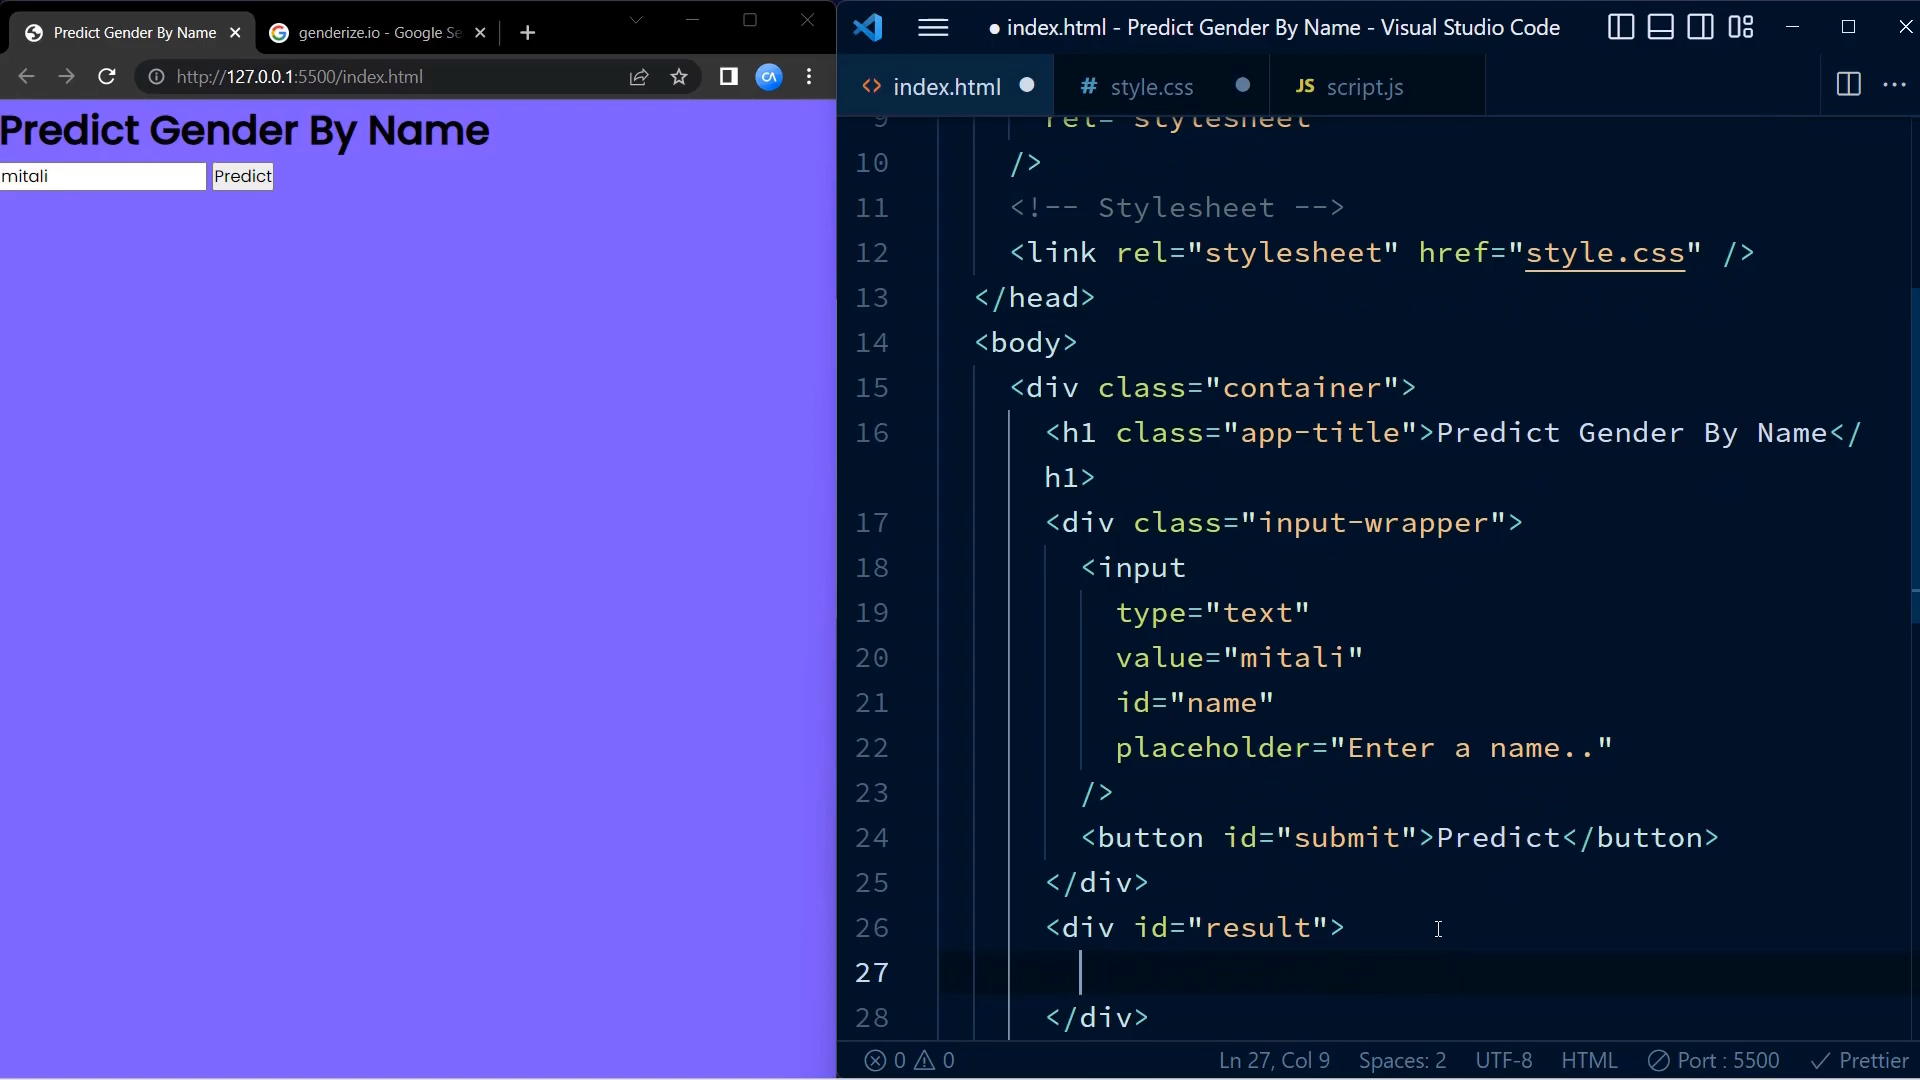 Predict Gender By Name
genderize.io - Google Se
http://127.0.0.1:5500/index.html
CA
Predict Gender By Name
mitali
Predict
● index.html - Predict Gender By Name - Visual Studio Code
<> index.html
# style.css
JS script.js
9 rel="stylesheet"
10 />
11 <!-- Stylesheet -->
12 <link rel="stylesheet" href="style.css" />
13 </head>
14 <body>
15 <div class="container">
16 <h1 class="app-title">Predict Gender By Name</
h1>
17 <div class="input-wrapper">
18 <input
19 type="text"
20 value="mitali"
21 id="name"
22 placeholder="Enter a name.."
23 />
24 <button id="submit">Predict</button>
25 </div>
26 <div id="result">
27
28 </div>
0 0 Ln 27, Col 9 Spaces: 2 UTF-8 HTML Port : 5500 Prettier